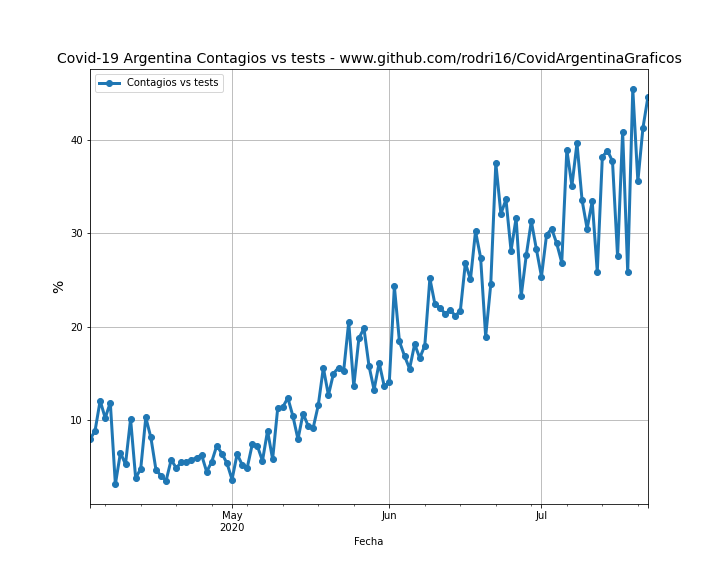 Covid-19 Argentina Contagios vs tests - www.github.com/rodri16/CovidArgentinaGraficos
Contagios vs tests
40
30
20
10
%
May
2020
Jun
Jul
Fecha